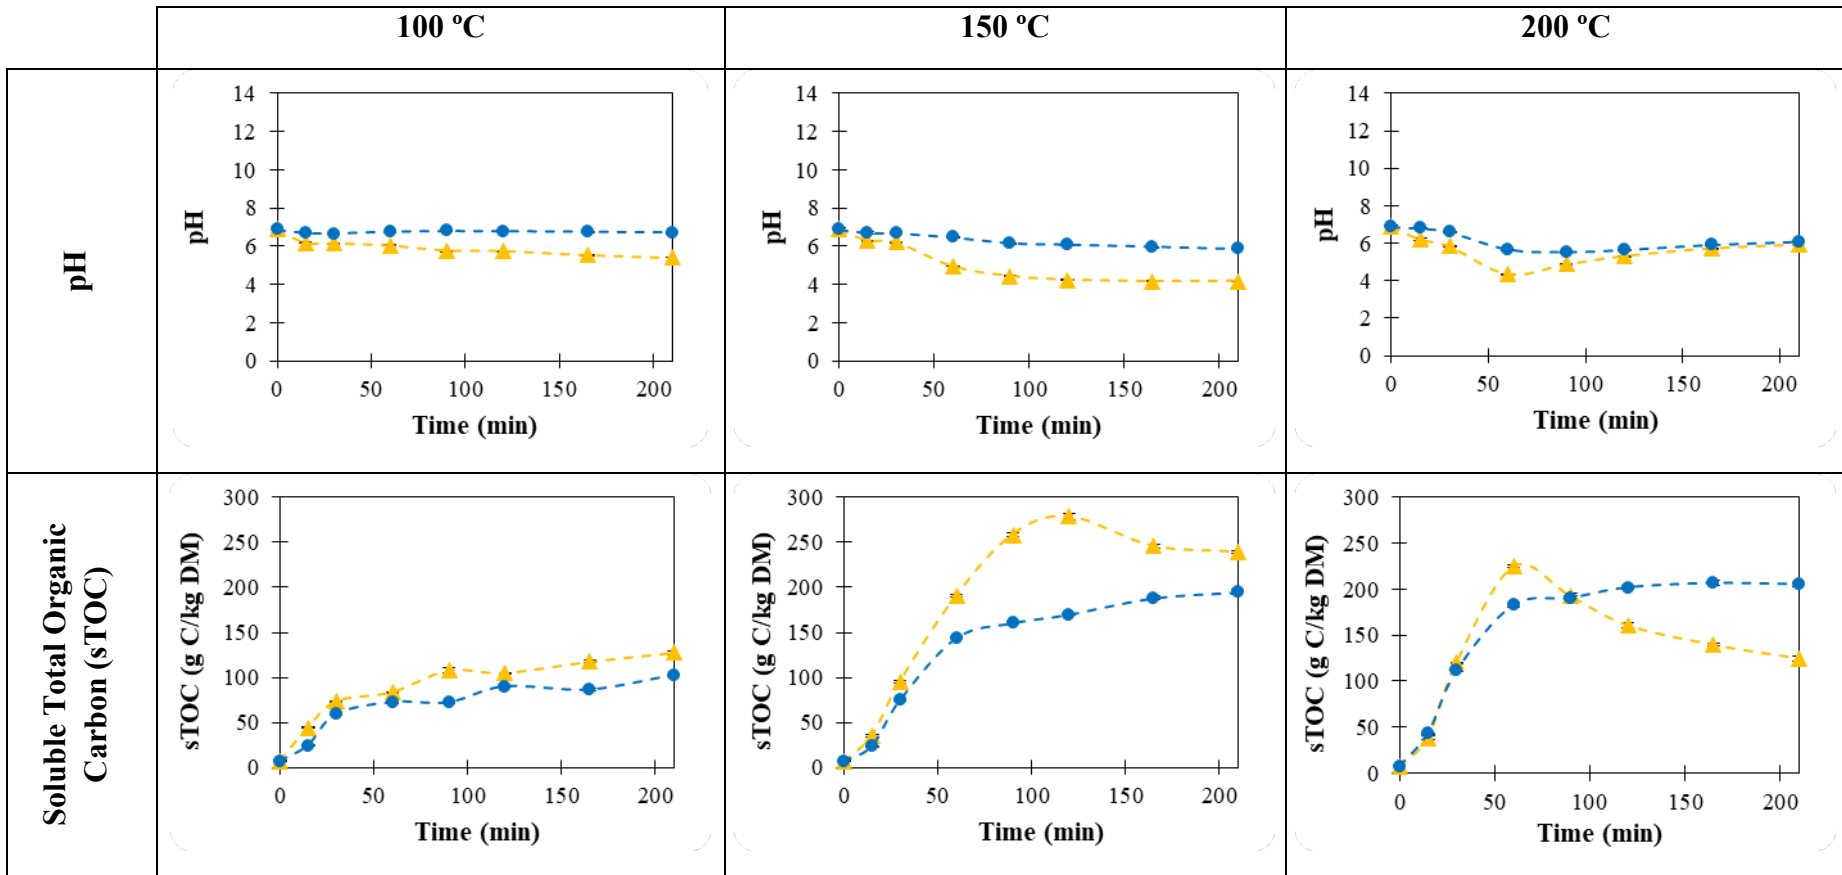 100 ºC
150 ºC
200 ºC
pH
14
12
10
8
6
4
2
0
pH
0 50 100 150 200
Time (min)
14
12
10
8
6
4
2
0
pH
0 50 100 150 200
Time (min)
14
12
10
8
6
4
2
0
pH
0 50 100 150 200
Time (min)
Soluble Total Organic
Carbon (sTOC)
300
250
200
150
100
50
0
sTOC (g C/kg DM)
0 50 100 150 200
Time (min)
300
250
200
150
100
50
0
sTOC (g C/kg DM)
0 50 100 150 200
Time (min)
300
250
200
150
100
50
0
sTOC (g C/kg DM)
0 50 100 150 200
Time (min)